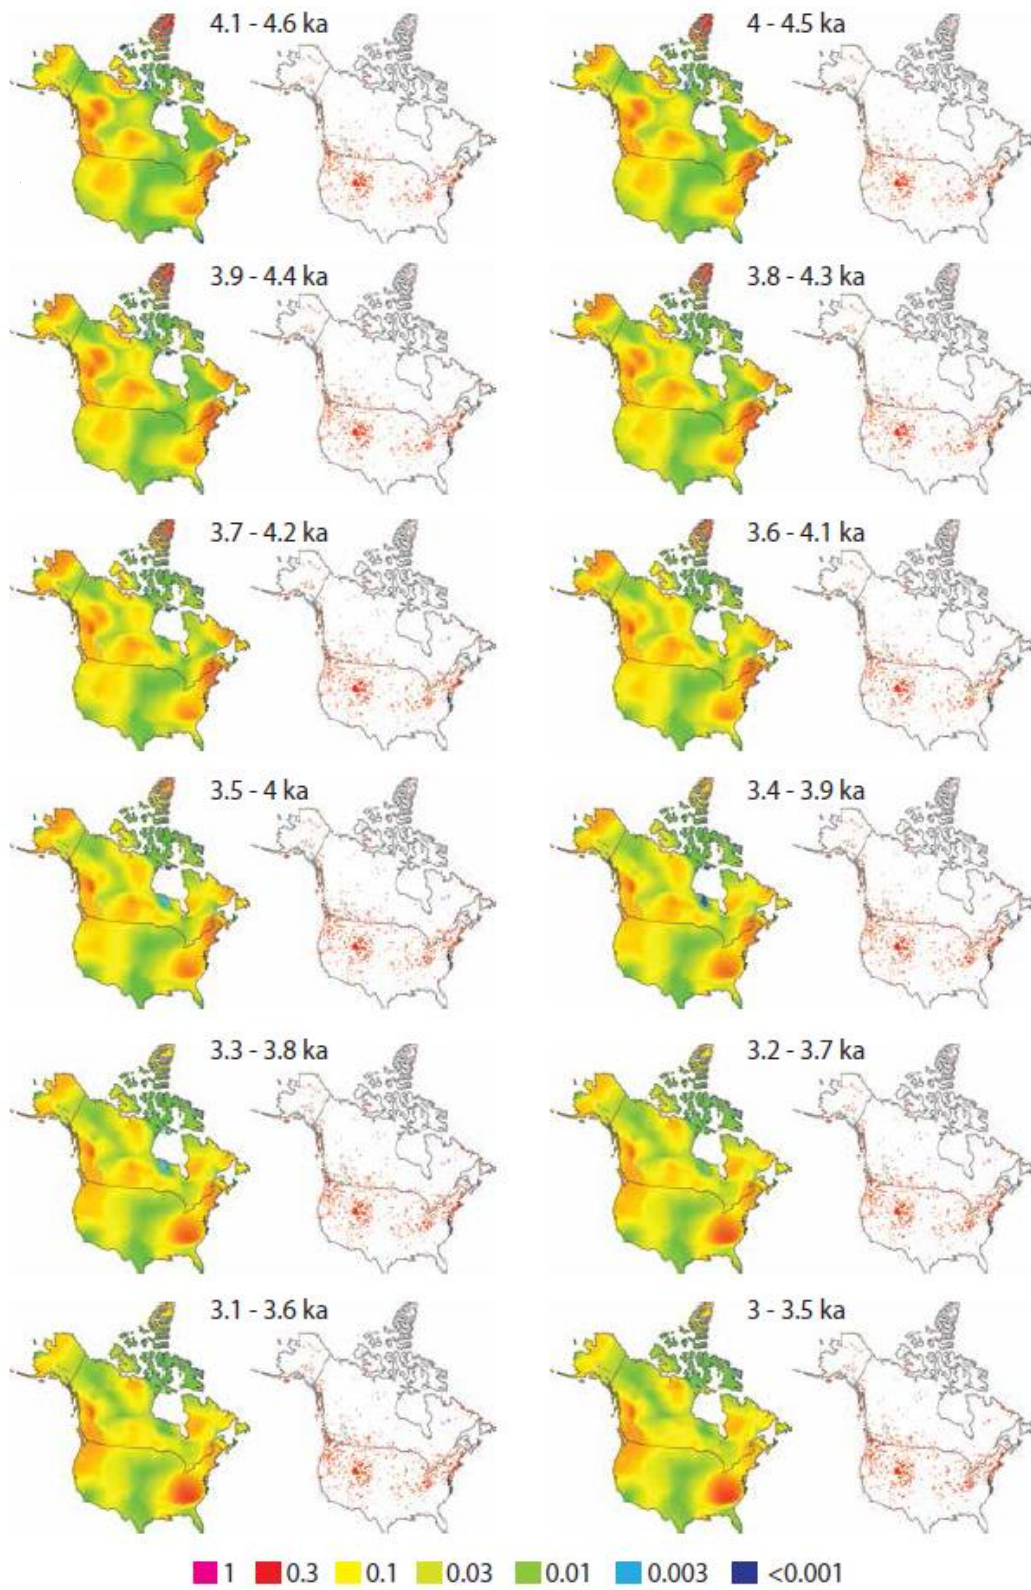 4.1 - 4.6 ka
4 - 4.5 ka
3.9 - 4.4 ka
3.8 - 4.3 ka
3.7 - 4.2 ka
3.6 - 4.1 ka
3.5 - 4 ka
3.4 - 3.9 ka
3.3 - 3.8 ka
3.2 - 3.7 ka
3.1 - 3.6 ka
3 - 3.5 ka
1 0.3 0.1 0.03 0.01 0.003 <0.001